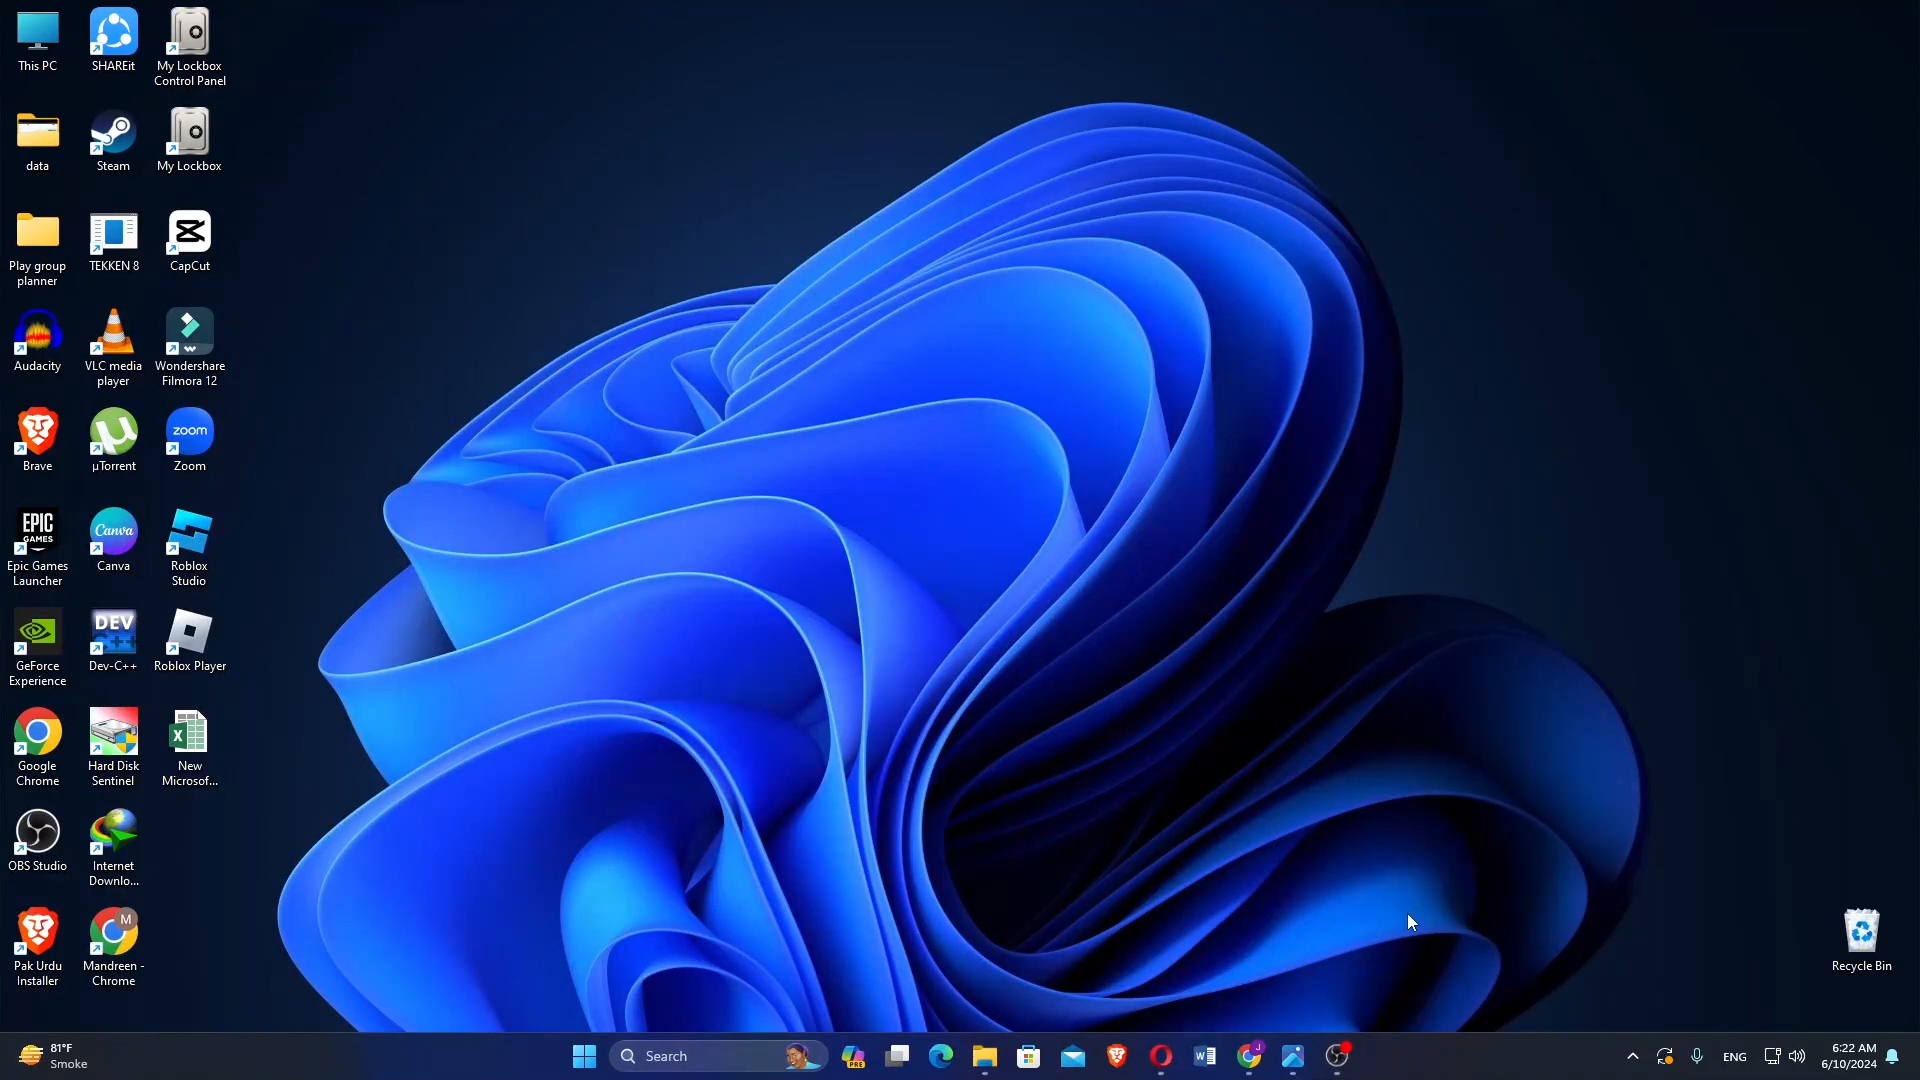 This PC
SHAREit
My Lockbox
Control Panel
data
Steam
My Lockbox
Play group
planner
TEKKEN 8
CapCut
Audacity
VLC media
player
Wondershare
Filmora 12
Brave
µTorrent
zoom
Zoom
EPIC
GAMES
Epic Games
Launcher
Canva
Canva
Roblox
Studio
GeForce
Experience
DEV
C++
Dev-C++
Roblox Player
Google
Chrome
Hard Disk
Sentinel
New
Microsof...
OBS Studio
Internet
Downlo...
Pak Urdu
Installer
M
Mandreen -
Chrome
Recycle Bin
81°F
Smoke
Search
PRE
J
ENG
6:22 AM
6/10/2024